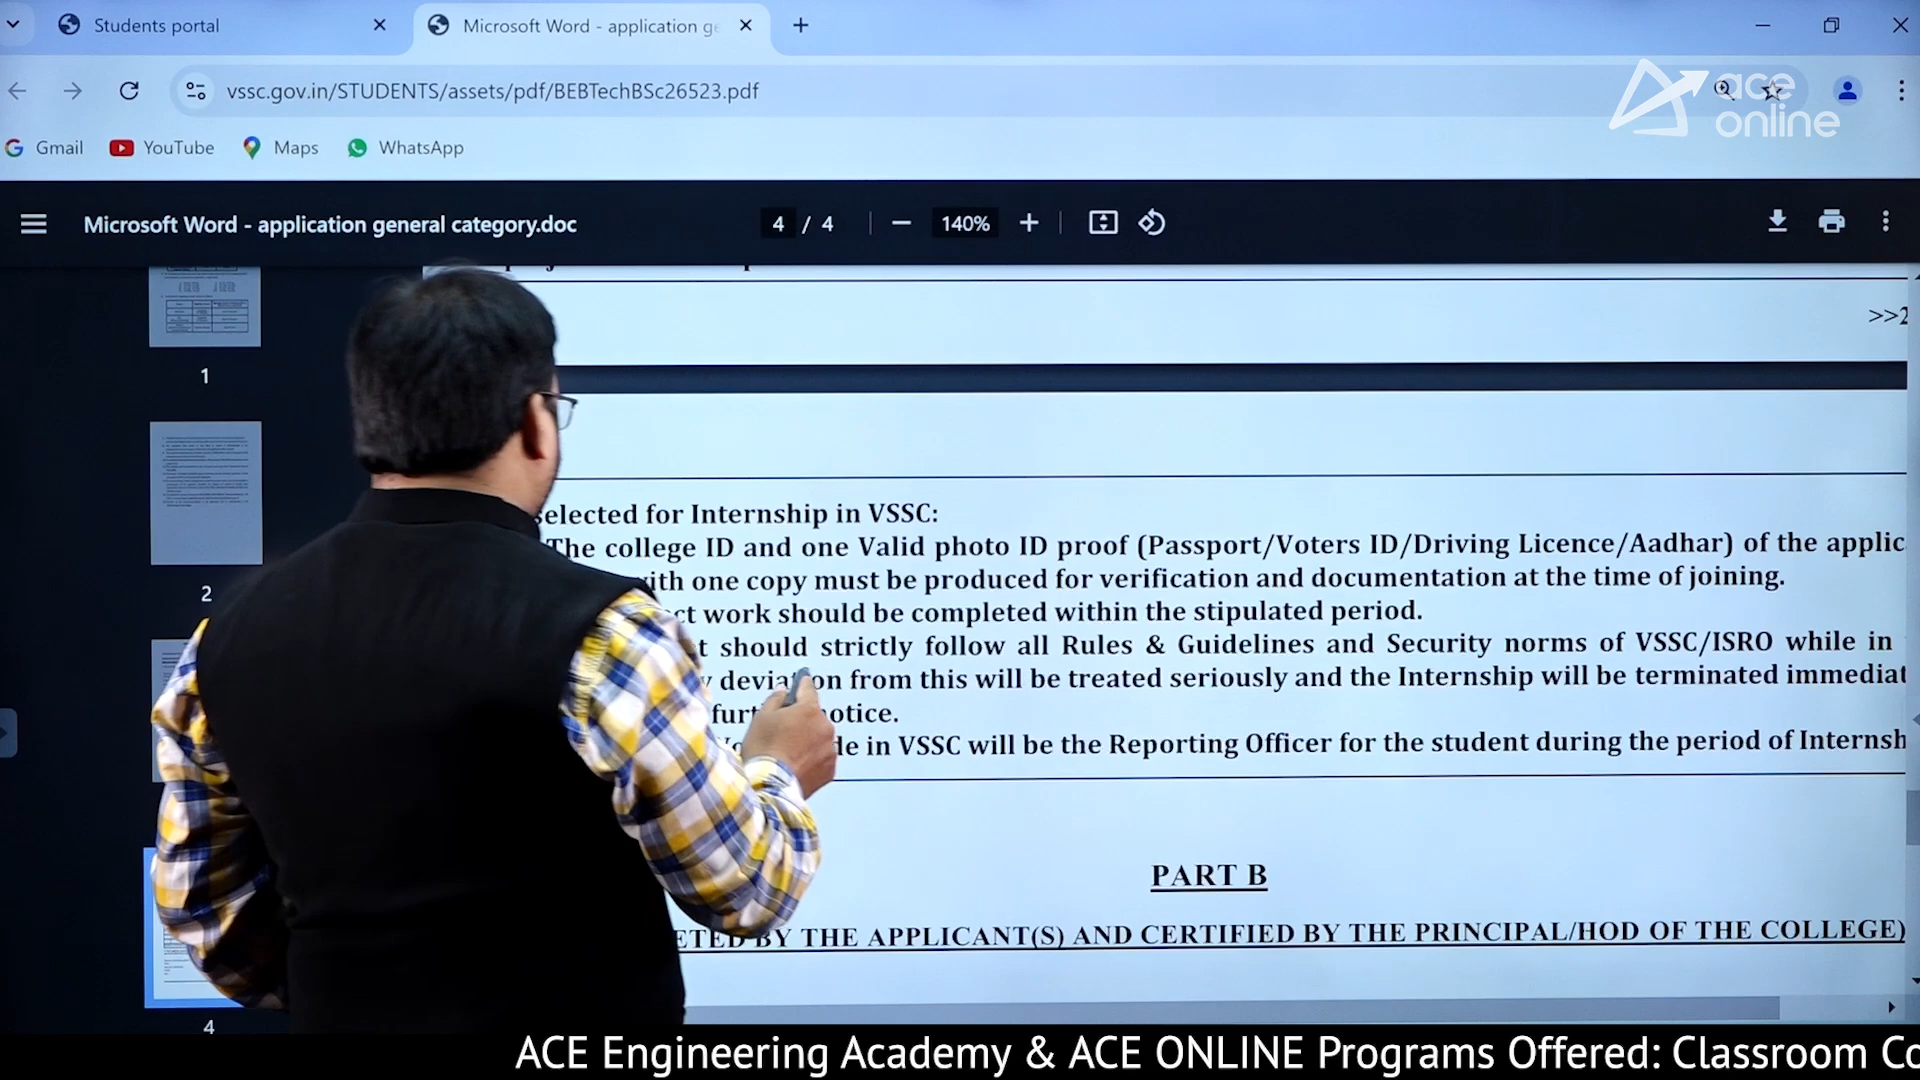 Students portal
Microsoft Word - application
vssc.gov.in/STUDENTS/assets/pdf/BEBTechBSc26523.pdf
ace
online
Gmail
YouTube
Maps
WhatsApp
Microsoft Word - application general category.doc
4 / 4
140%
>>2
1
2
4
selected for Internship in VSSC:
The college ID and one Valid photo ID proof (Passport/Voters ID/Driving Licence/Aadhar) of the applic
with one copy must be produced for verification and documentation at the time of joining.
ct work should be completed within the stipulated period.
t should strictly follow all Rules & Guidelines and Security norms of VSSC/ISRO while in
deviation from this will be treated seriously and the Internship will be terminated immediat
notice.
in VSSC will be the Reporting Officer for the student during the period of Internsh
PART B
ETED BY THE APPLICANT(S) AND CERTIFIED BY THE PRINCIPAL/HOD OF THE COLLEGE)
ACE Engineering Academy & ACE ONLINE Programs Offered: Classroom Co